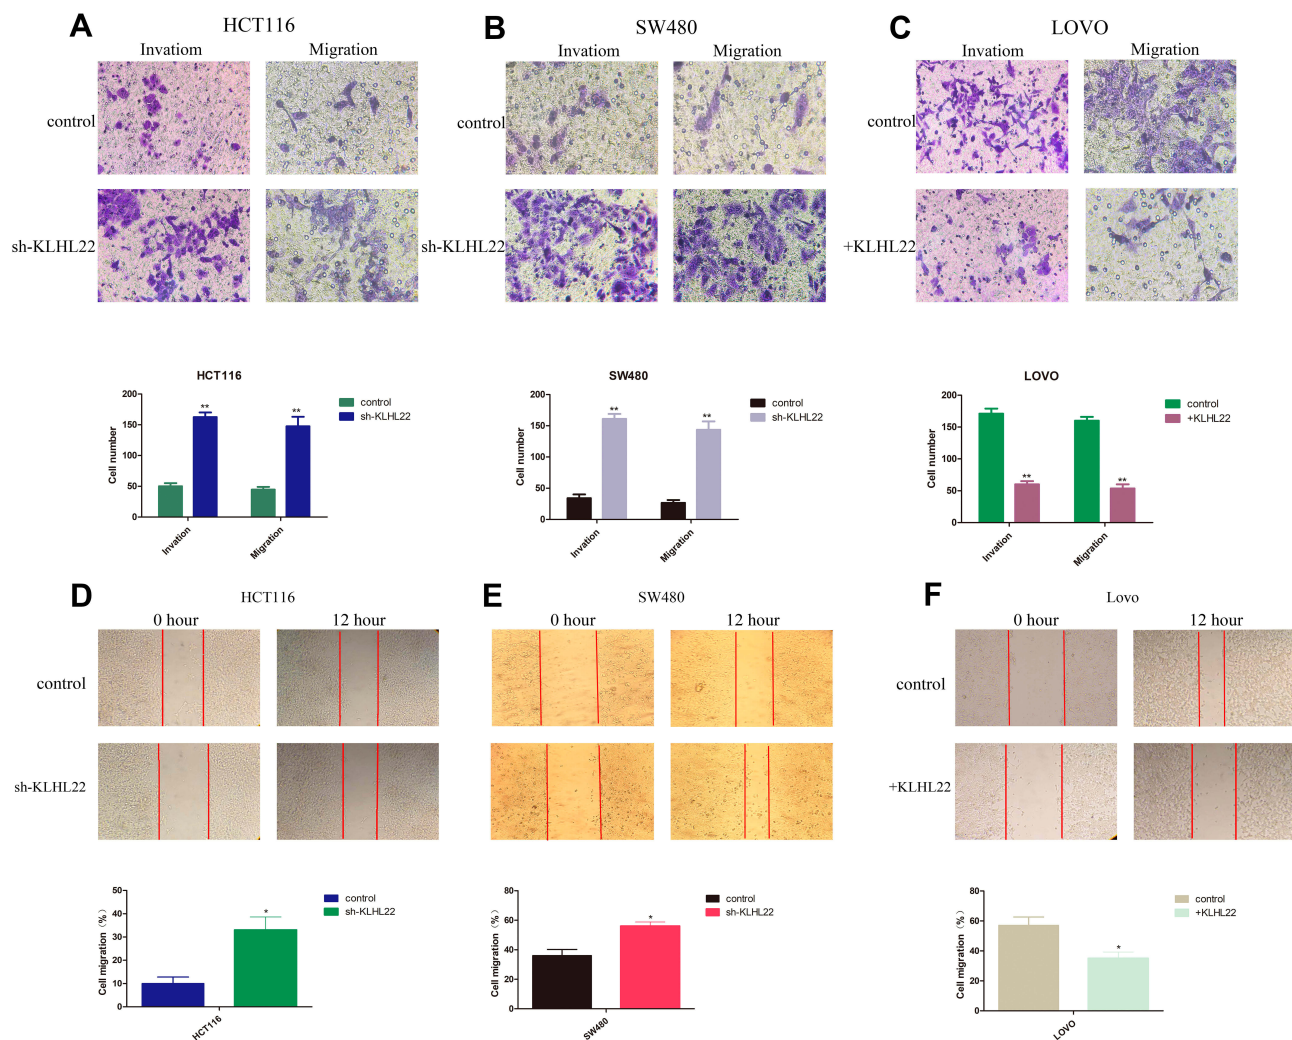 A HCT116
Invatiom Migration
control
sh-KLHL22
B SW480
Invatiom Migration
control
sh-KLHL22
C LOVO
Invatiom Migration
control
+KLHL22
HCT116
Cell number
200
150
100
50
0
** **
Invation Migration
control
sh-KLHL22
SW480
Cell number
200
150
100
50
0
** **
Invation Migration
control
sh-KLHL22
LOVO
Cell number
200
150
100
50
0
** **
Invation Migration
control
+KLHL22
D HCT116
0 hour 12 hour
control
sh-KLHL22
E SW480
0 hour 12 hour
F Lovo
0 hour 12 hour
control
+KLHL22
Cell migration (%)
50
40
30
20
10
0
*
HCT116
control
sh-KLHL22
Cell migration (%)
80
60
40
20
0
*
SW480
control
sh-KLHL22
Cell migration (%)
80
60
40
20
0
*
LOVO
control
+KLHL22